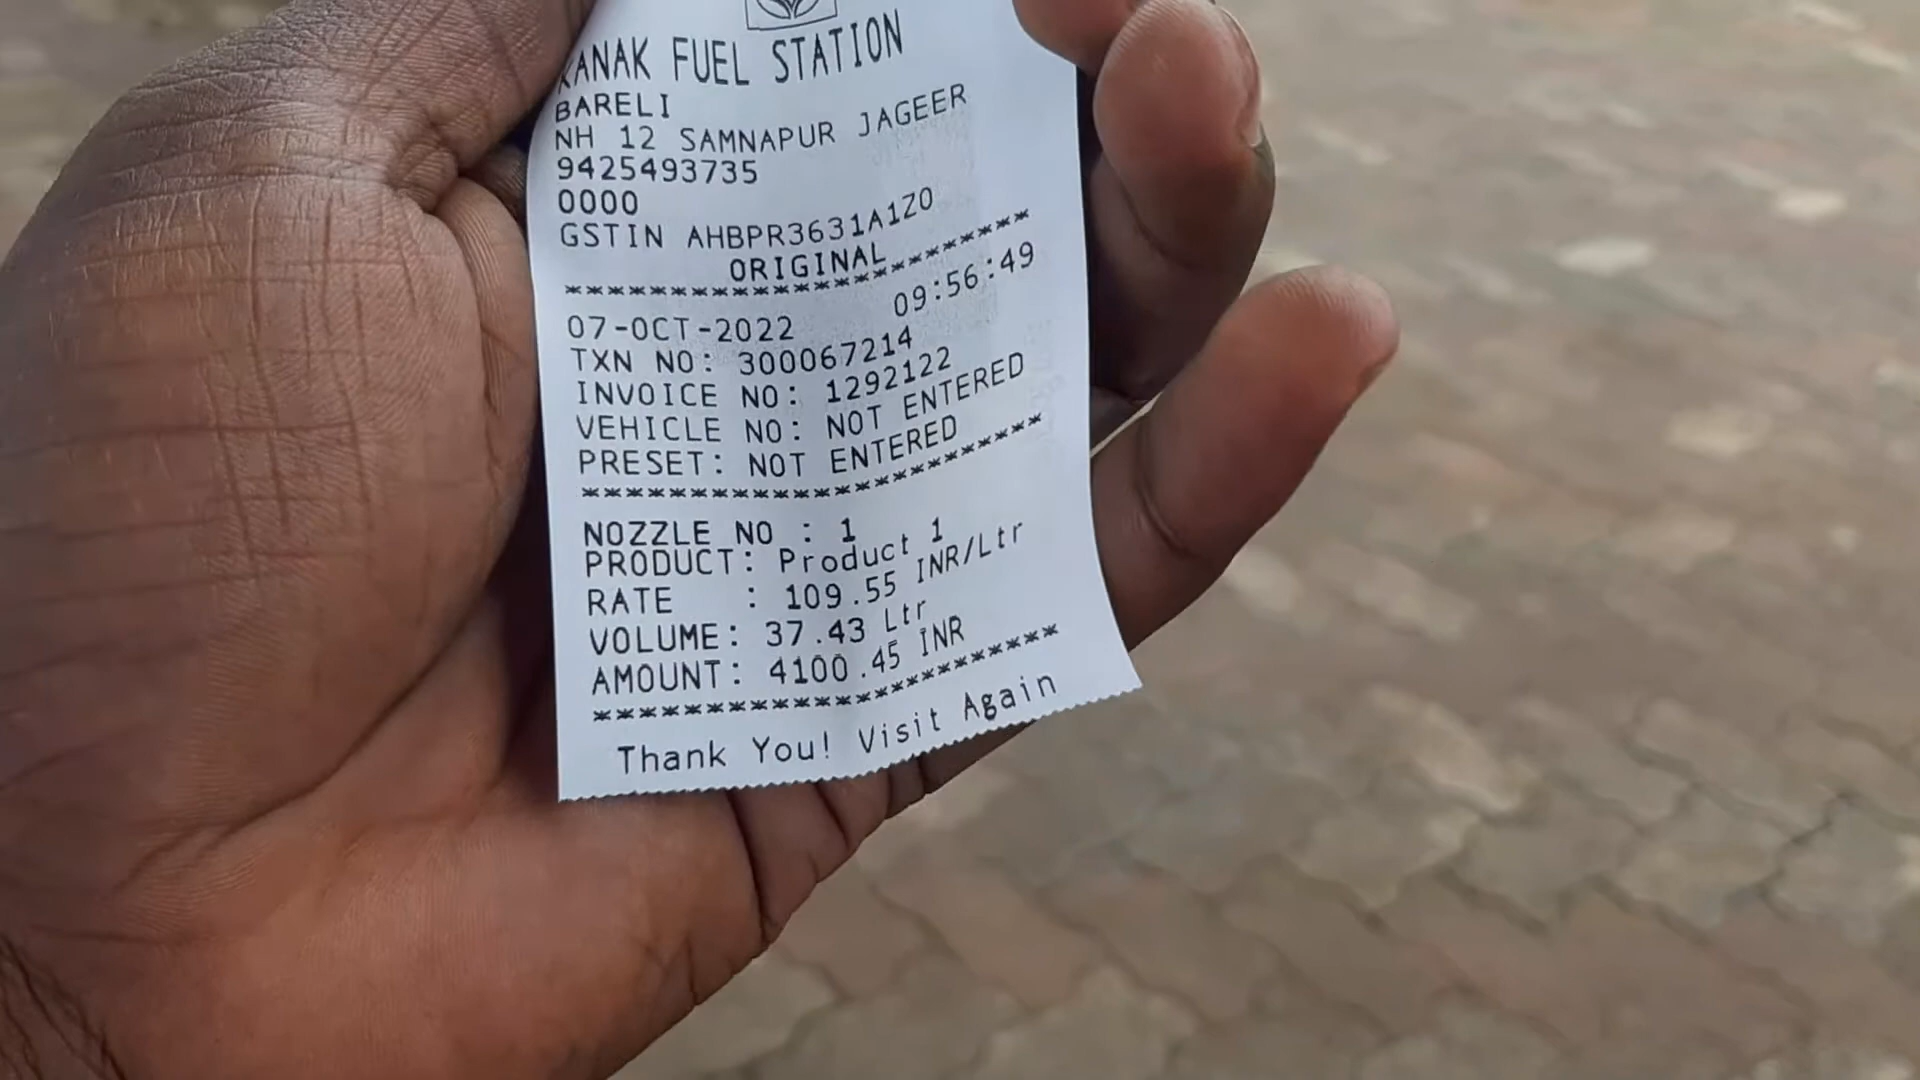 KANAK FUEL STATION
BARELI
NH 12 SAMNAPUR JAGEER
9425493735
0000
GSTIN AHBPR3631A1Z0
ORIGINAL
************************
07-OCT-2022 09:56:49
TXN NO: 300067214
INVOICE NO: 1292122
VEHICLE NO: NOT ENTERED
PRESET: NOT ENTERED
************************
NOZZLE NO : 1
PRODUCT: Product 1
RATE : 109.55 INR/Ltr
VOLUME: 37.43 Ltr
AMOUNT: 4100.45 INR
************************
Thank You! Visit Again